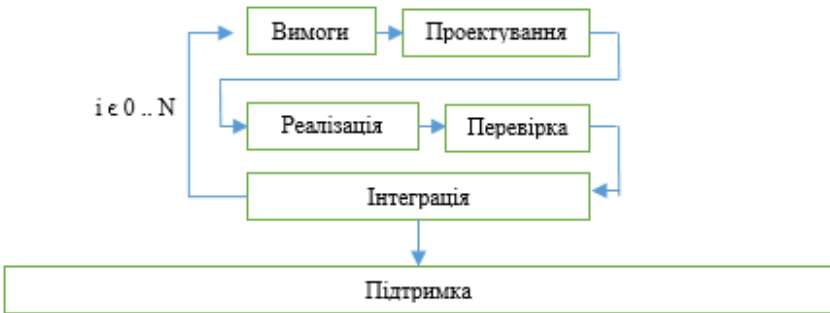 Вимоги
Проектування
і є 0 .. N
Реалізація
Перевірка
Інтеграція
Підтримка